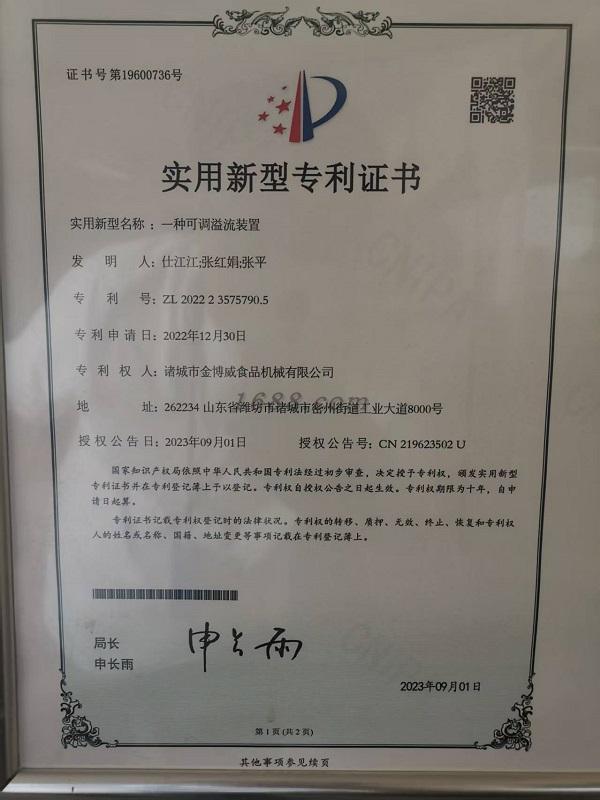 证书号第19600736号
实用新型专利证书
实用新型名称：一种可调溢流装置
发明人：仕江江;张红娟;张平
专利号：ZL 2022 2 3575790.5
专利申请日：2022年12月30日
专利权人：诸城市金博威食品机械有限公司
地址：262234 山东省潍坊市诸城市密州街道工业大道8000号
1688.com
授权公告日：2023年09月01日 授权公告号：CN 219623502 U
国家知识产权局依照中华人民共和国专利法经过初步审查，决定授予专利权，颁发实用新型
专利证书并在专利登记簿上予以登记。专利权自授权公告之日起生效。专利权期限为十年，自申
请日起算。
专利证书记载专利权登记时的法律状况。专利权的转移、质押、无效、终止、恢复和专利权
人的姓名或名称、国籍、地址变更等事项记载在专利登记簿上。
局长
申长雨
申长雨
2023年09月01日
第1页(共2页)
其他事项参见续页